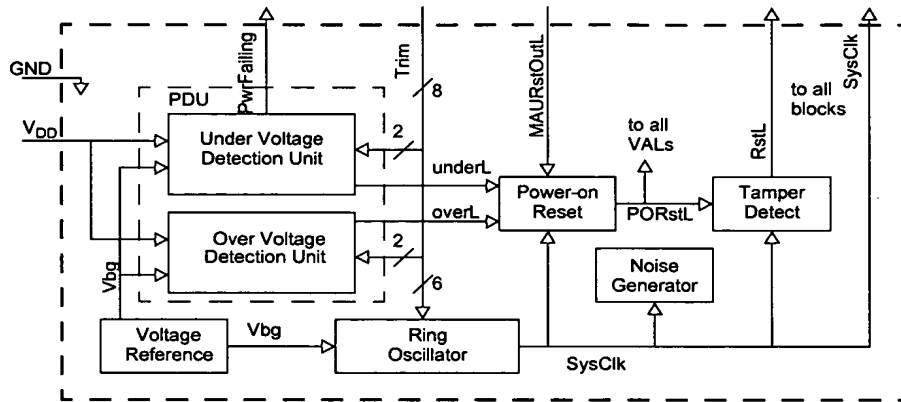 GND
V_DD
PwrFailing
Trim
8
MAURstOutL
RstL
to all
blocks
SysClk
PDU
Under Voltage
Detection Unit
2
underL
to all
VALs
Power-on
Reset
PORstL
Tamper
Detect
overL
Over Voltage
Detection Unit
2
6
Vbg
Noise
Generator
Voltage
Reference
Vbg
Ring
Oscillator
SysClk